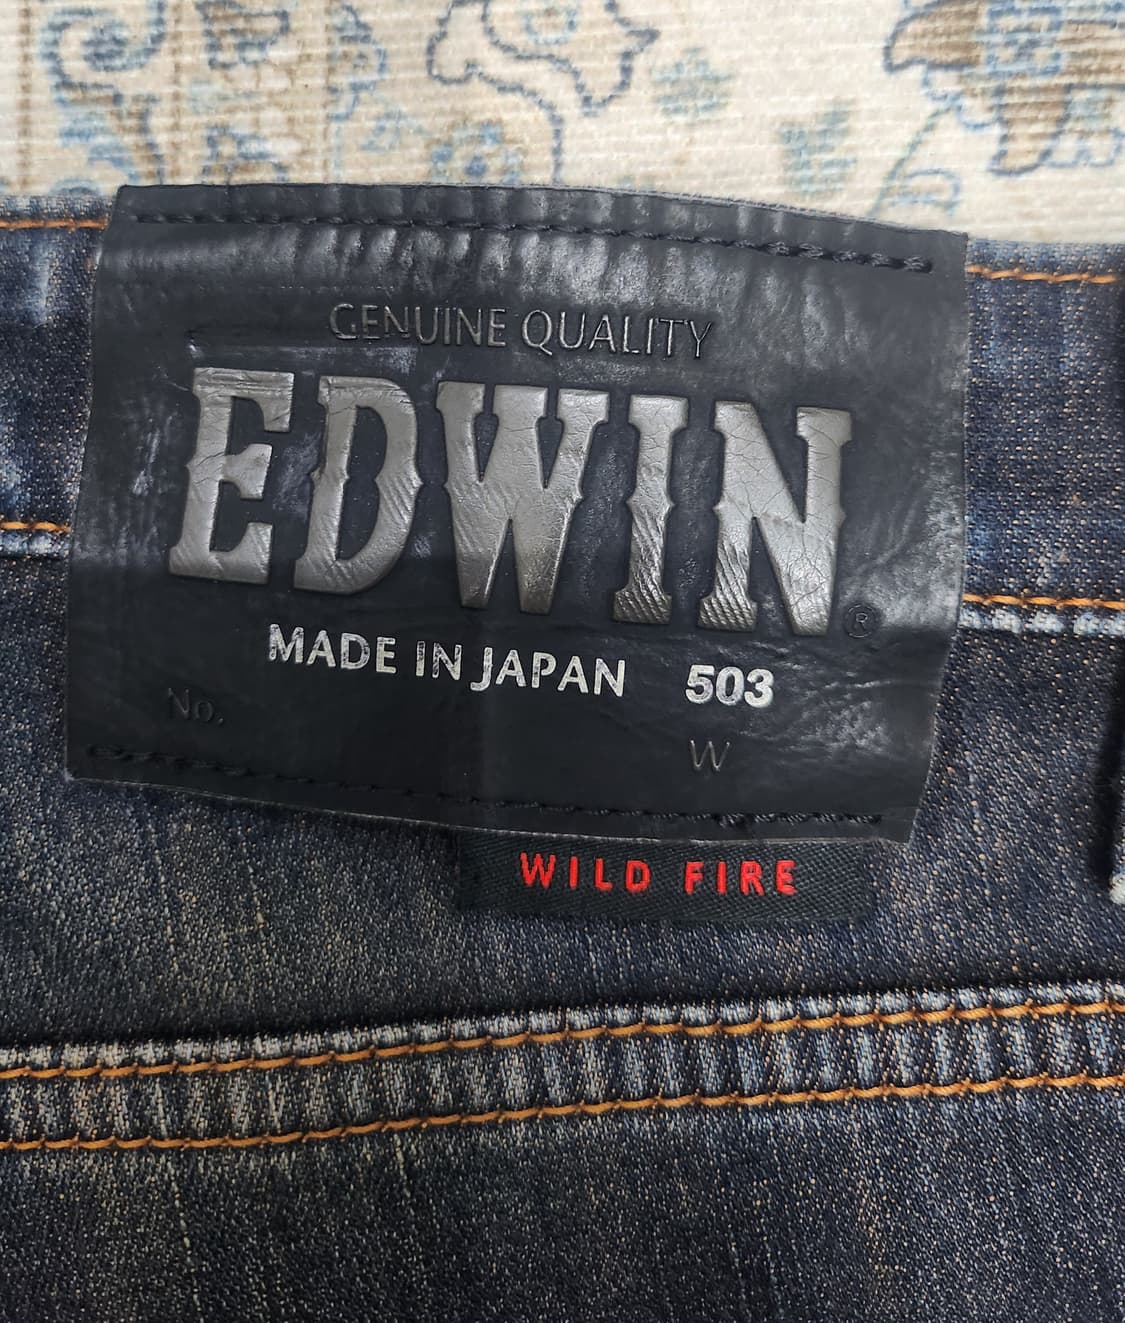 GENUINE QUALITY
EDWIN®
MADE IN JAPAN 503
No. W
WILD FIRE